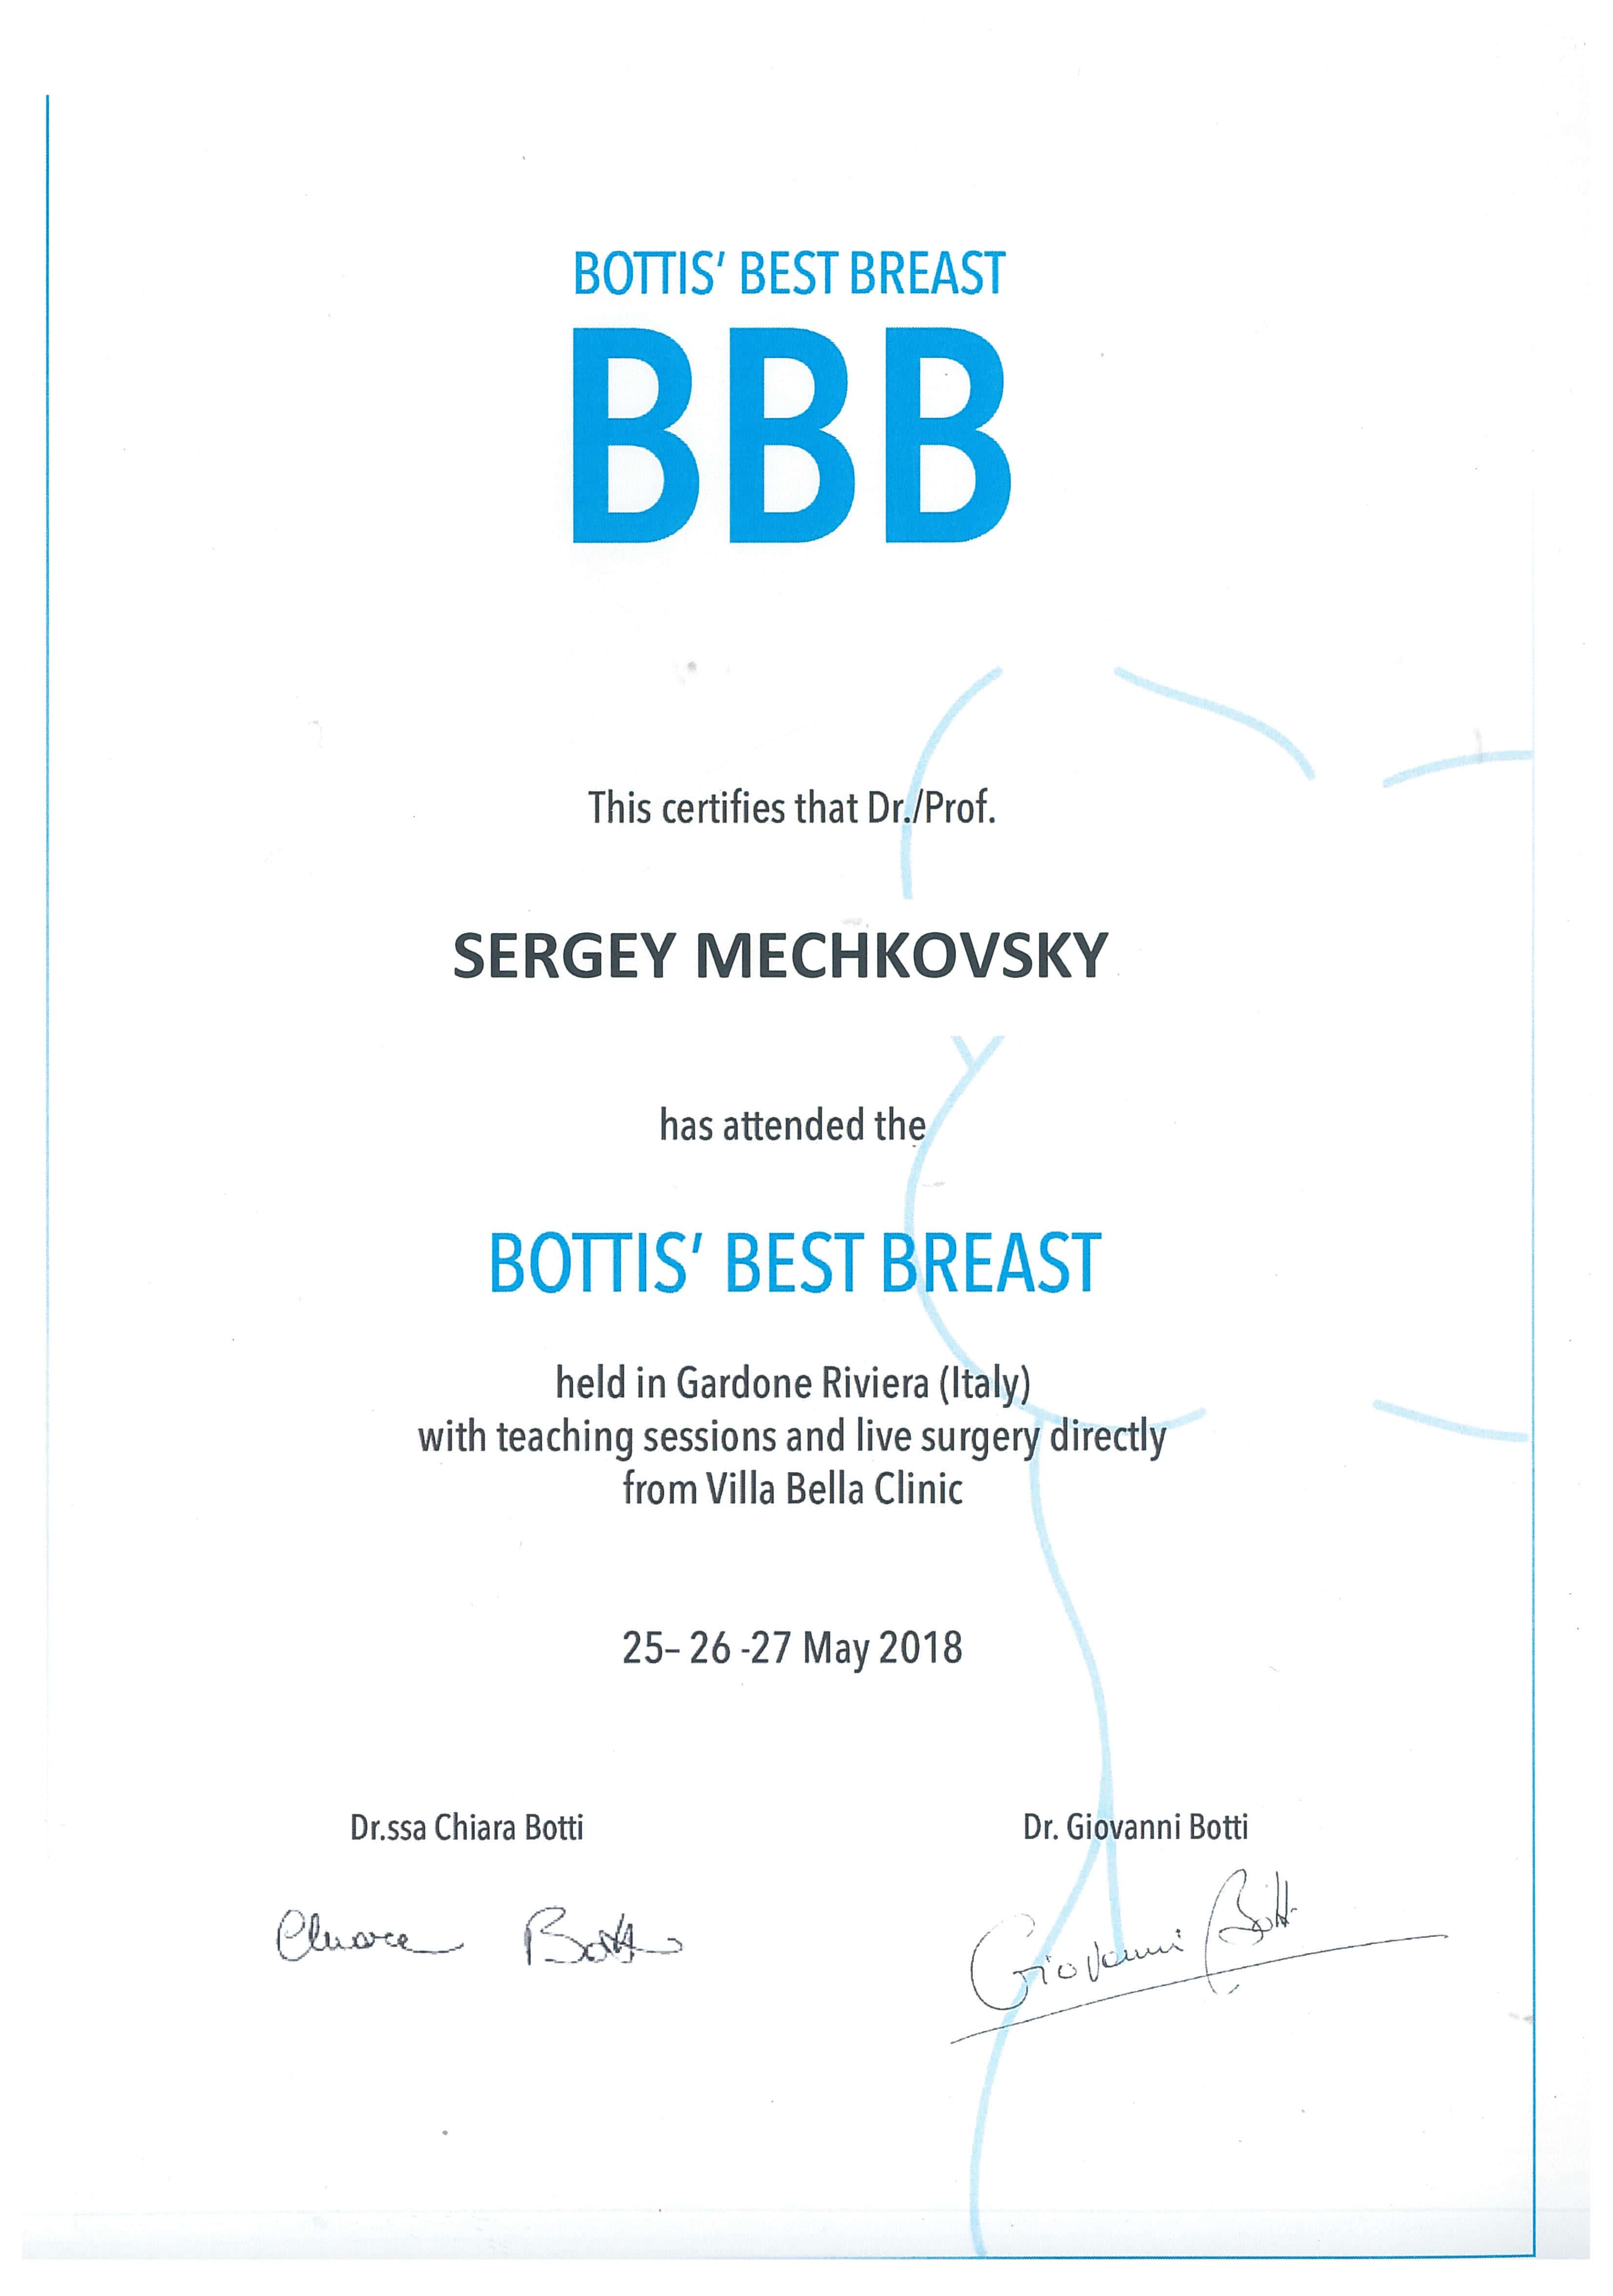 BOTTIS' BEST BREAST
BBB
This certifies that Dr./Prof.
SERGEY MECHKOVSKY
has attended the
BOTTIS' BEST BREAST
held in Gardone Riviera (Italy)
with teaching sessions and live surgery directly
from Villa Bella Clinic
25– 26 -27 May 2018
Dr.ssa Chiara Botti
Dr. Giovanni Botti
Chiara Botti
Giovanni Botti